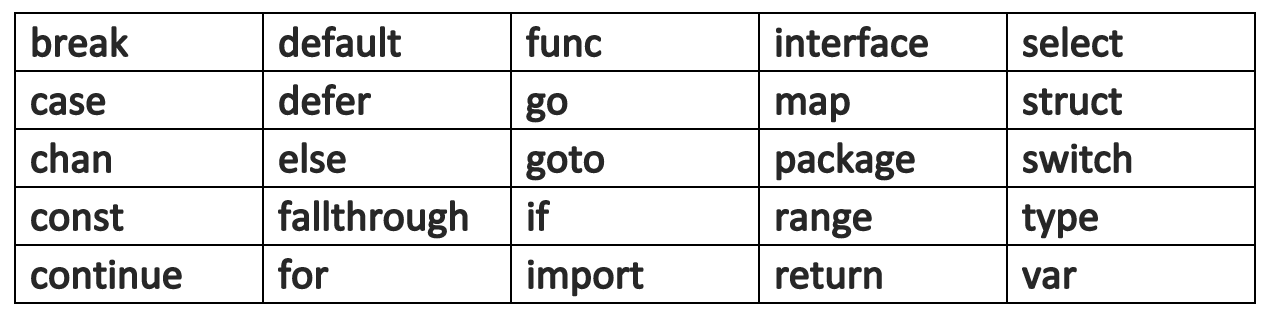 break default func interface select
case defer go map struct
chan else goto package switch
const fallthrough if range type
continue for import return var